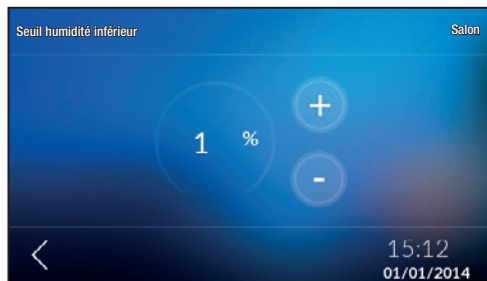 Seuil humidité inférieur
Salon
1 %
+
-
15:12
01/01/2014